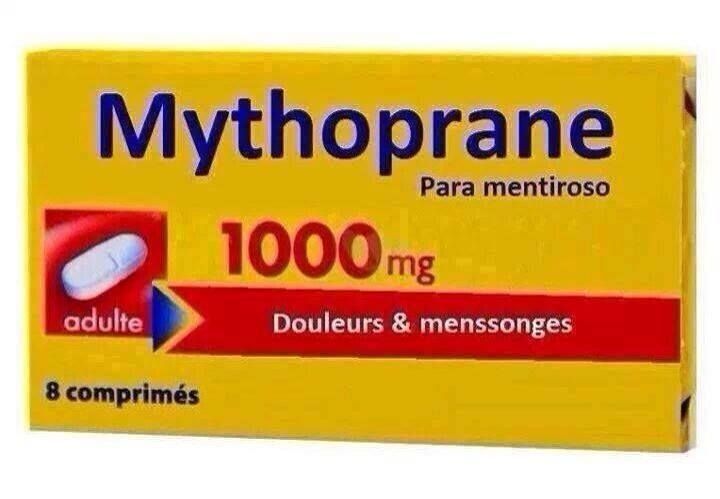 Mythoprane
Para mentiroso
1000 mg
adulte
Douleurs & menssonges
8 comprimés